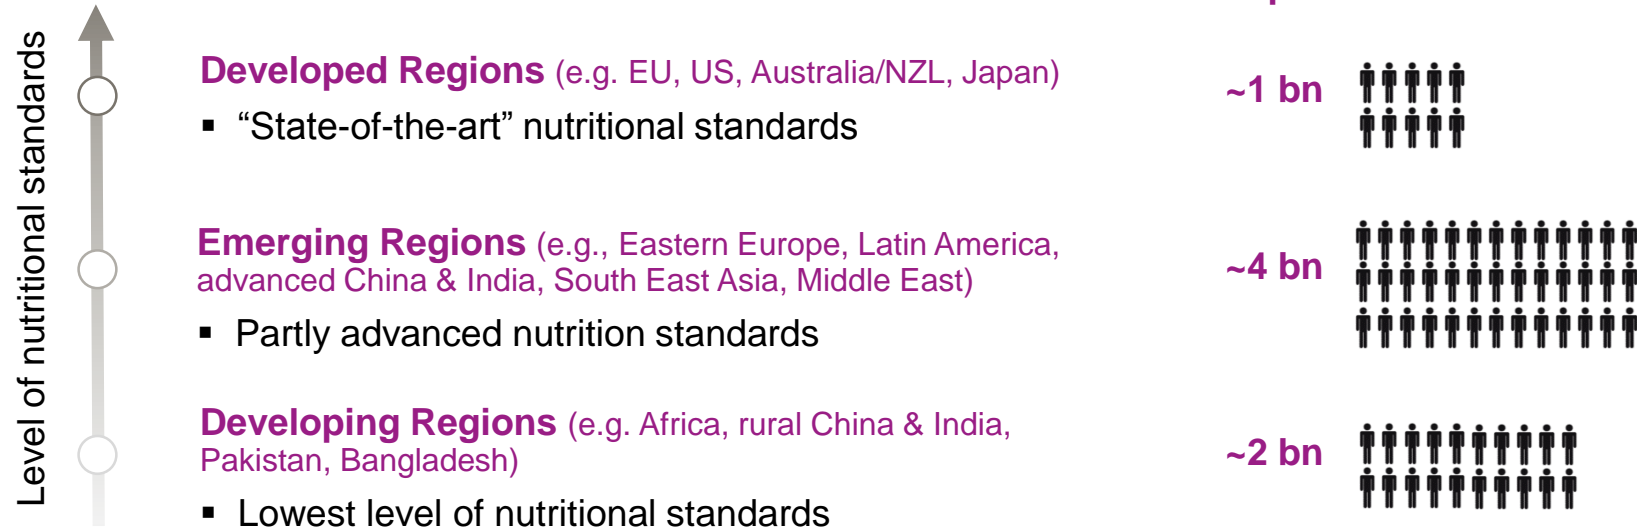 Level of nutritional standards
Developed Regions (e.g. EU, US, Australia/NZL, Japan)
~1 bn
▪ “State-of-the-art” nutritional standards
Emerging Regions (e.g., Eastern Europe, Latin America,
advanced China & India, South East Asia, Middle East)
~4 bn
▪ Partly advanced nutrition standards
Developing Regions (e.g. Africa, rural China & India,
Pakistan, Bangladesh)
~2 bn
▪ Lowest level of nutritional standards